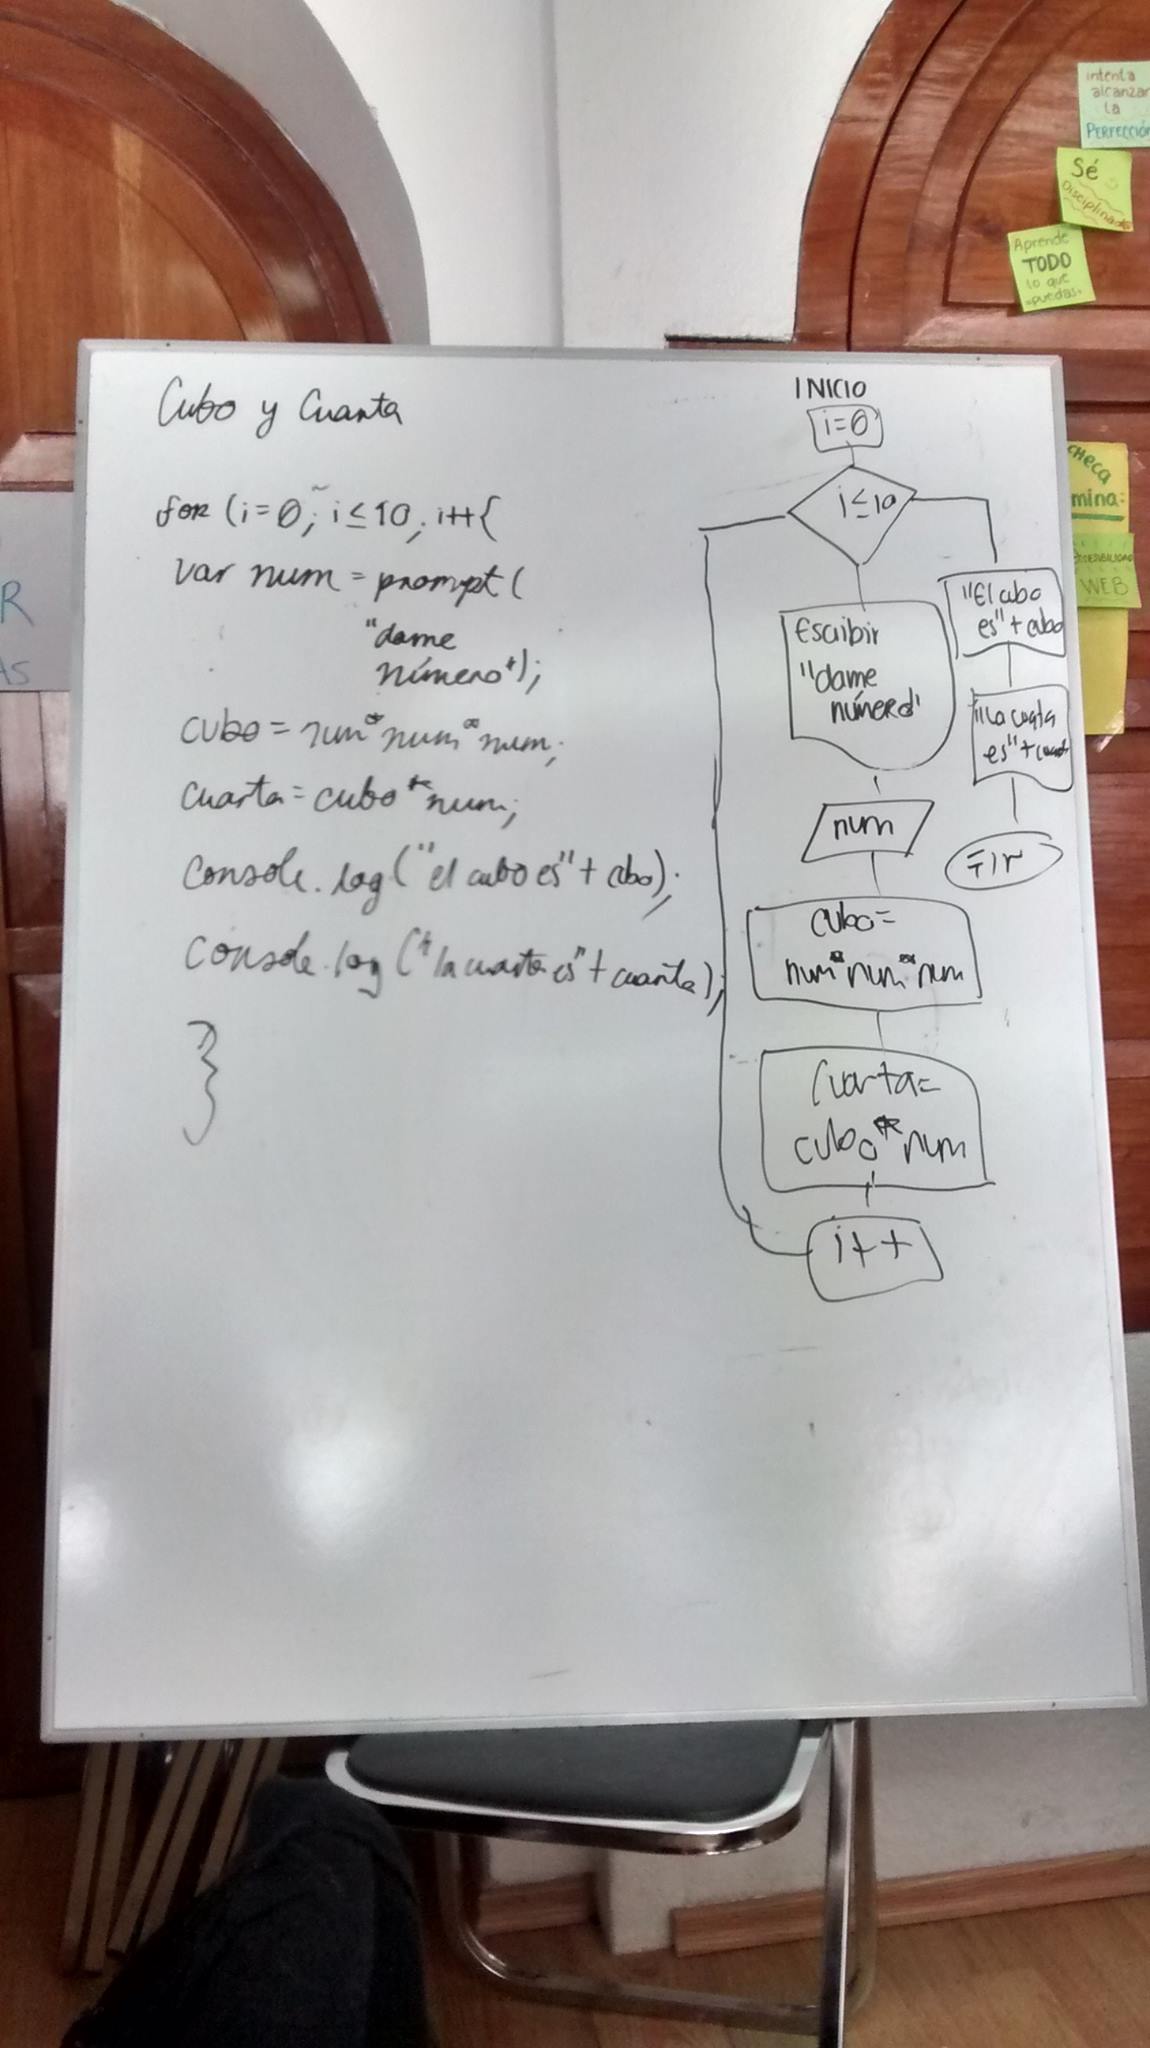 Cubo y Cuarta
for (i=0; i≤10; i++{
var num = prompt(
"dame
número");
cubo = num*num*num;
cuarta = cubo*num;
console.log("el cubo es" + cubo);
console.log("la cuarta es" + cuarta);
}
INICIO
i=0
i≤10
Escribir
"dame
número"
num
cubo=
num*num*num
Cuarta=
cubo*num
i++
"El cubo
es"+cubo
"La cuarta
es"+cuart
Fin
intenta
alcanzar
la
PERFECCIÓN
Sé
Disciplinado
Aprende
TODO
lo que
puedas
CHECA
mina:
WEB
R
AS